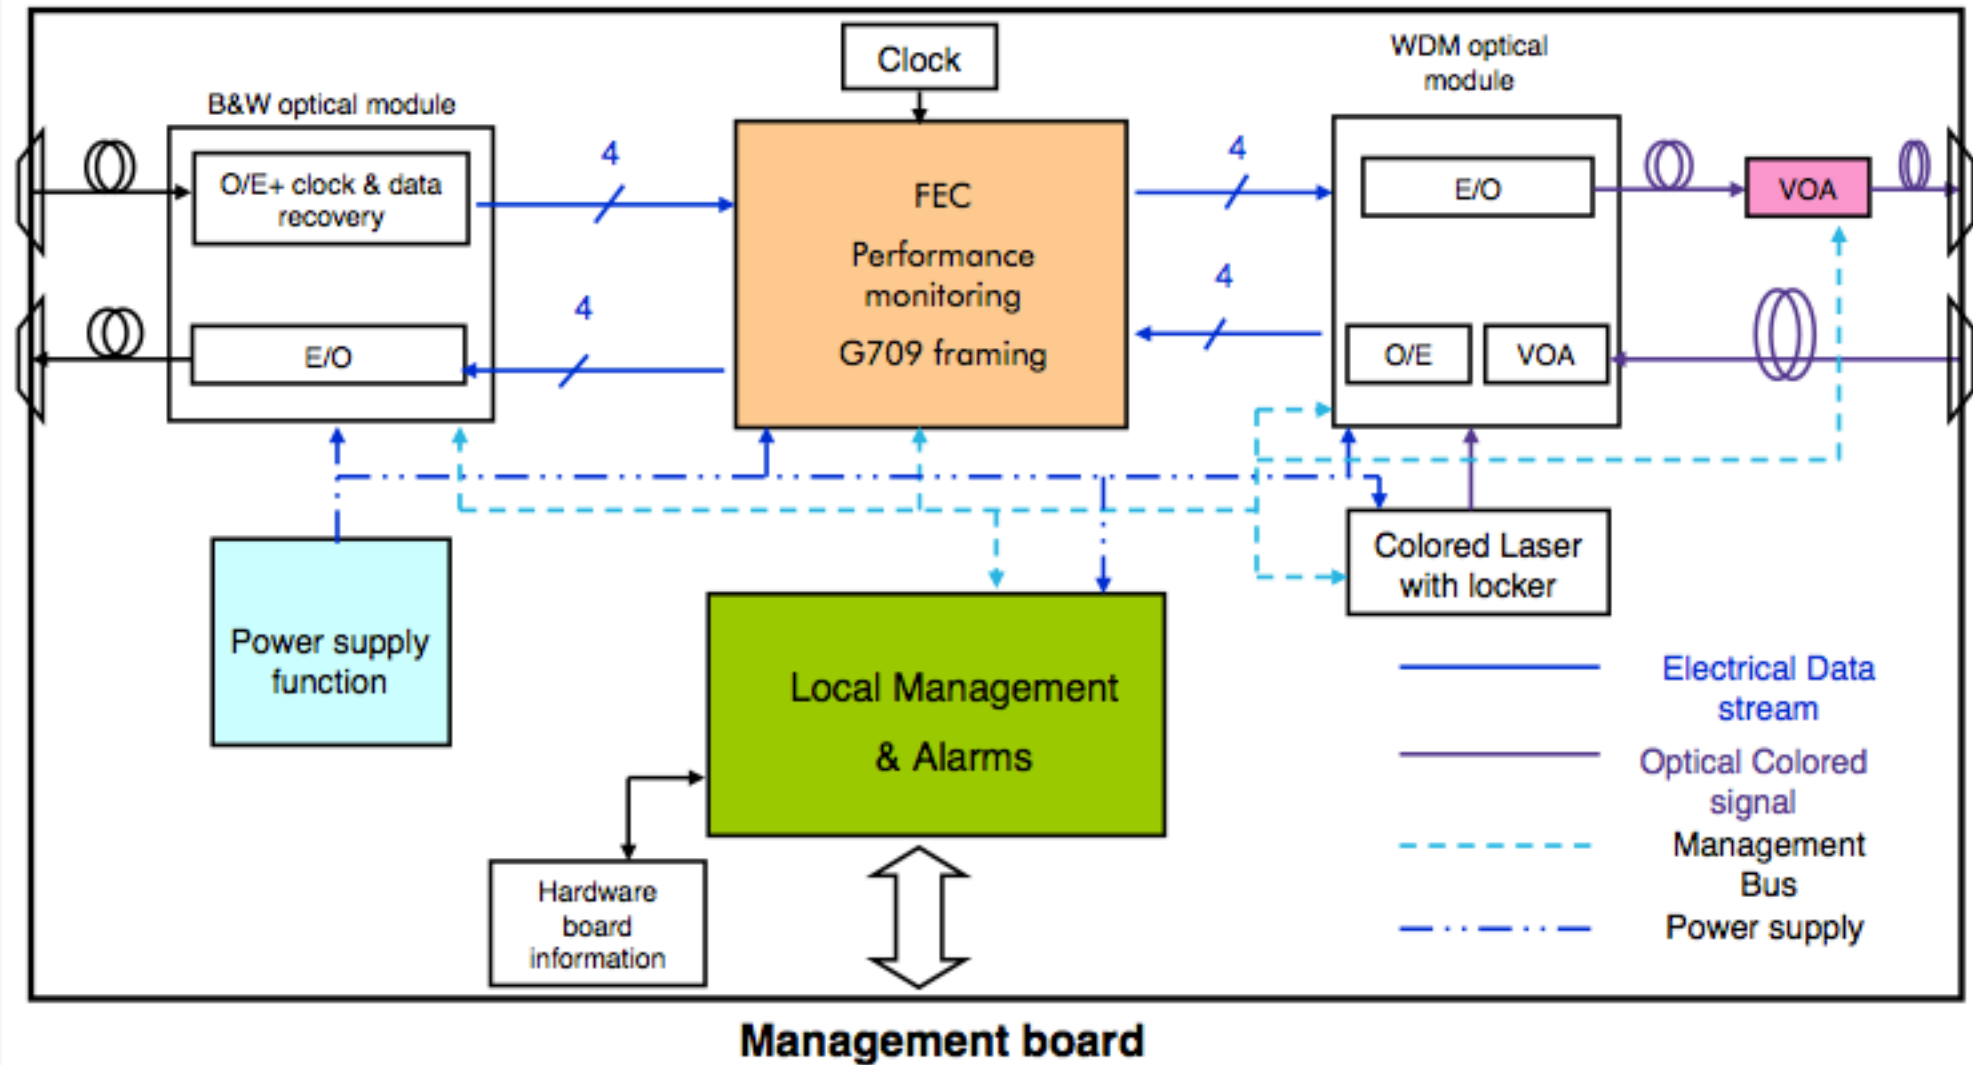 Clock
WDM optical
module
B&W optical module
O/E+ clock & data
recovery
4
FEC
Performance
monitoring
G709 framing
4
E/O
VOA
4
E/O
4
O/E
VOA
Power supply
function
Colored Laser
with locker
Local Management
& Alarms
Hardware
board
information
Electrical Data
stream
Optical Colored
signal
Management
Bus
Power supply
Management board